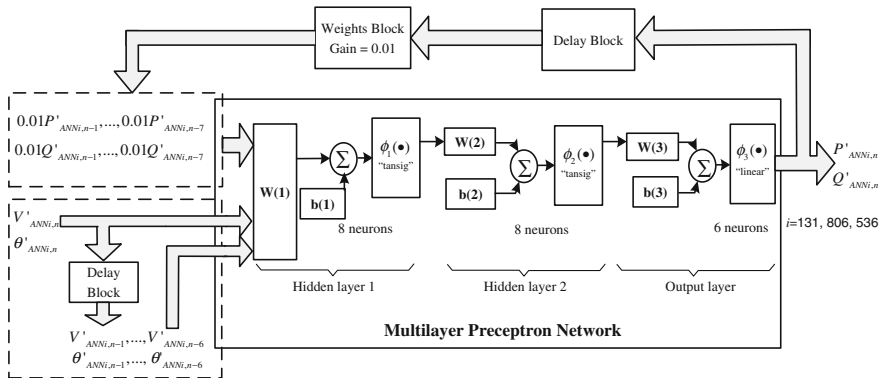 Weights Block
Gain = 0.01
Delay Block
0.01P'ANNi,n-1,...,0.01P'ANNi,n-7
0.01Q'ANNi,n-1,...,0.01Q'ANNi,n-7
V'ANNi,n
θ'ANNi,n
Delay
Block
V'ANNi,n-1,...,V'ANNi,n-6
θ'ANNi,n-1,..., θ'ANNi,n-6
W(1)
b(1)
Σ
ϕ1(●)
"tansig"
8 neurons
Hidden layer 1
W(2)
b(2)
Σ
ϕ2(●)
"tansig"
8 neurons
Hidden layer 2
W(3)
b(3)
Σ
ϕ3(●)
"linear"
6 neurons
Output layer
P'ANNi,n
Q'ANNi,n
i=131, 806, 536
Multilayer Preceptron Network